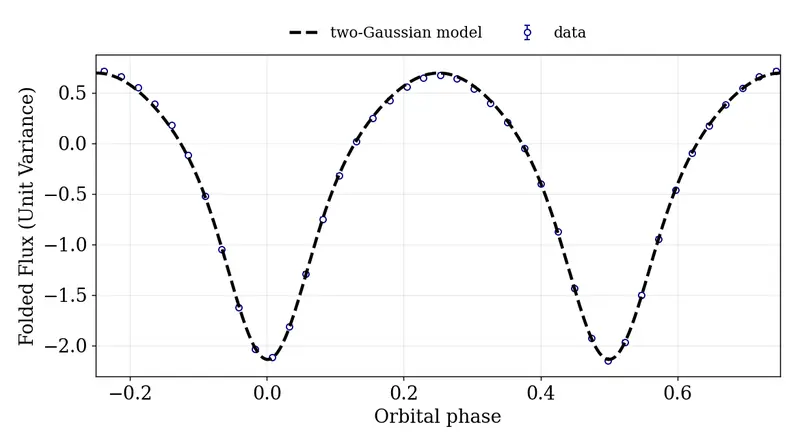 two-Gaussian model data
Folded Flux (Unit Variance)
0.5
0.0
−0.5
−1.0
−1.5
−2.0
−0.2 0.0 0.2 0.4 0.6
Orbital phase